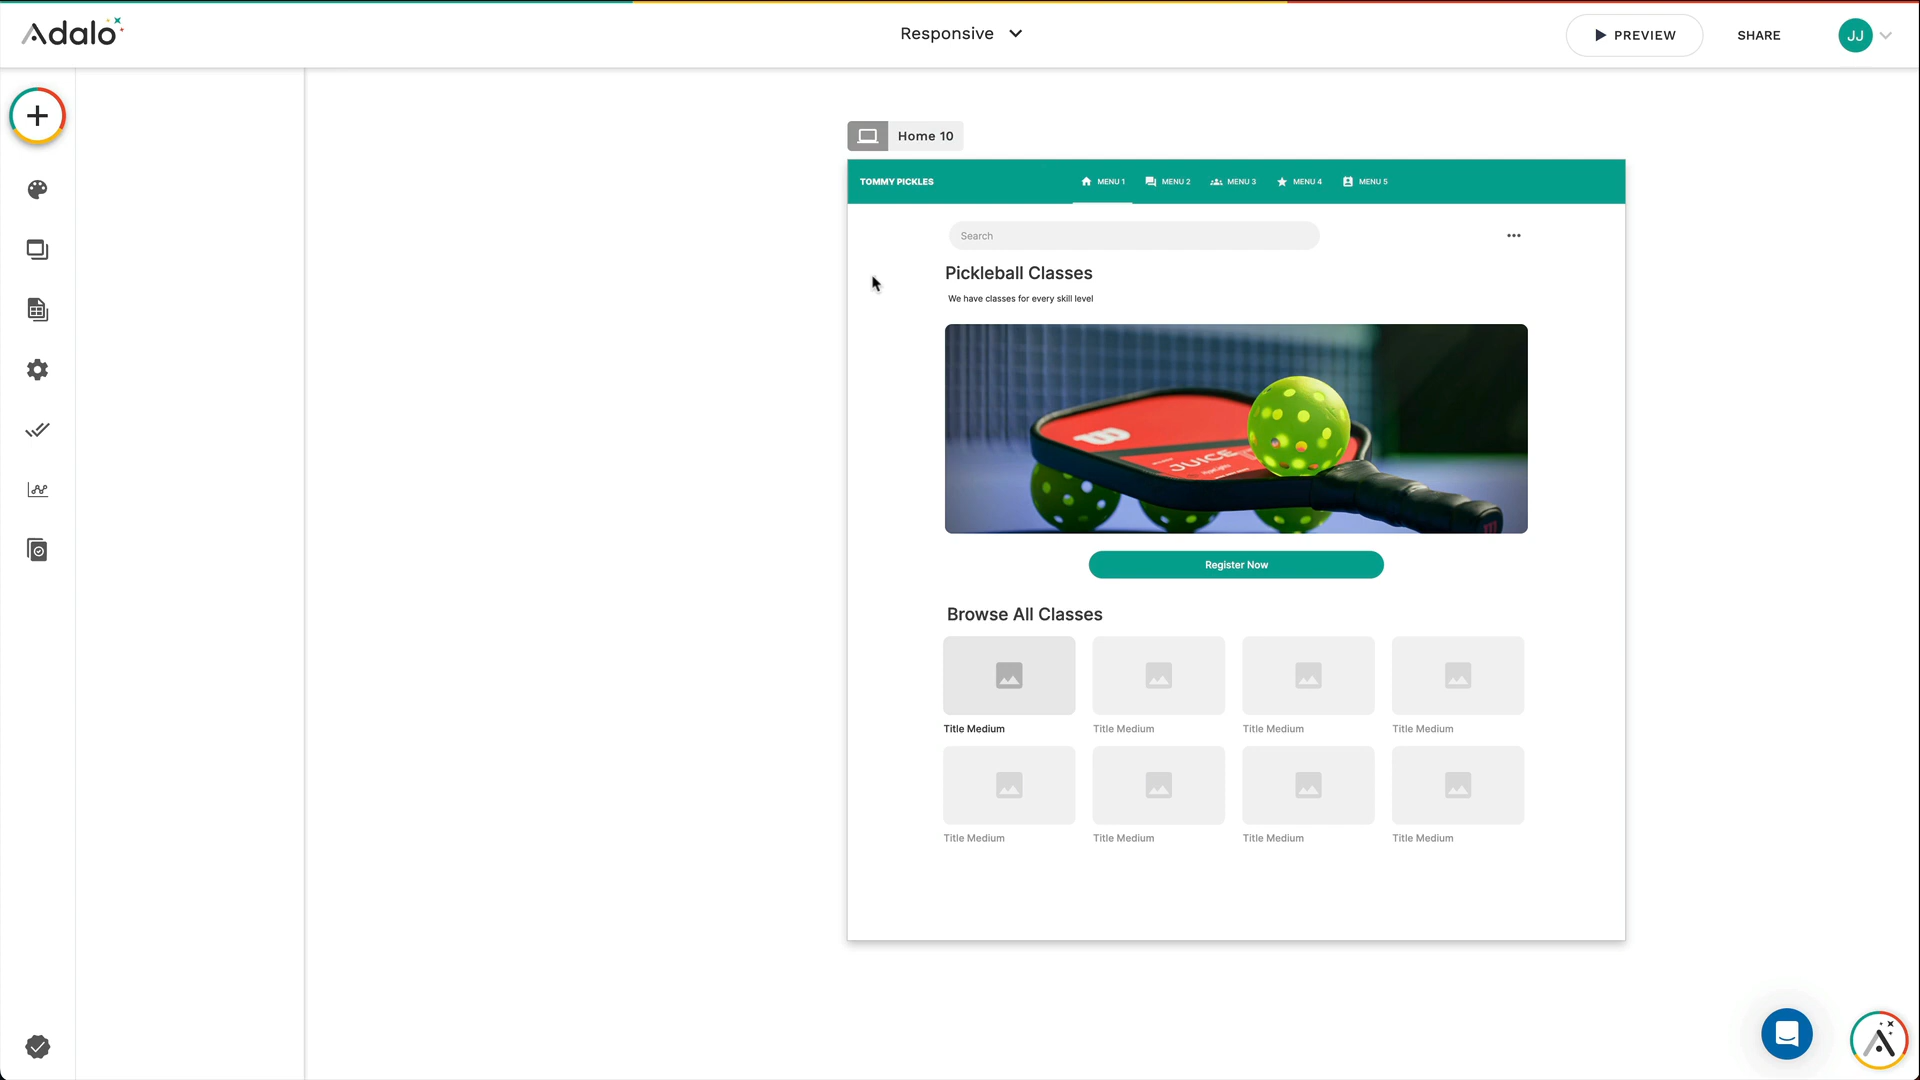 Adalo
Responsive
PREVIEW
SHARE
JJ
Home 10
TOMMY PICKLES
MENU 1
MENU 2
MENU 3
MENU 4
MENU 5
Search
Pickleball Classes
We have classes for every skill level
JUICE
Register Now
Browse All Classes
Title Medium
Title Medium
Title Medium
Title Medium
Title Medium
Title Medium
Title Medium
Title Medium